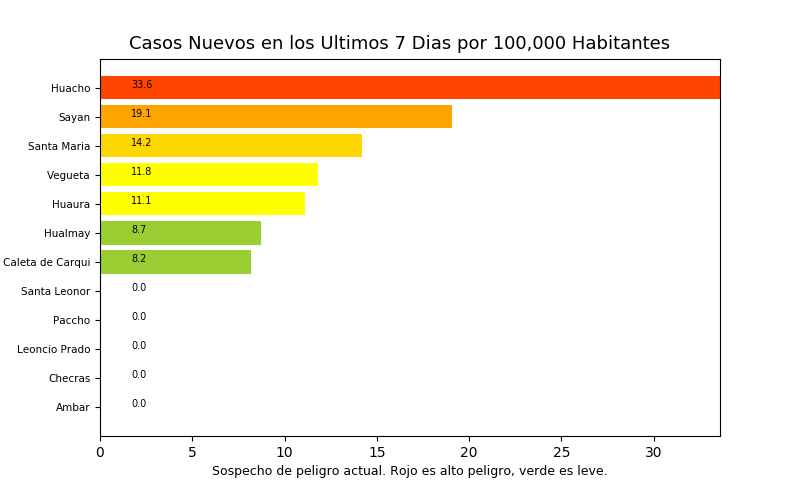 Casos Nuevos en los Ultimos 7 Dias por 100,000 Habitantes
Huacho 33.6
Sayan 19.1
Santa Maria 14.2
Vegueta 11.8
Huaura 11.1
Hualmay 8.7
Caleta de Carqui 8.2
Santa Leonor 0.0
Paccho 0.0
Leoncio Prado 0.0
Checras 0.0
Ambar 0.0
0 5 10 15 20 25 30
Sospecho de peligro actual. Rojo es alto peligro, verde es leve.